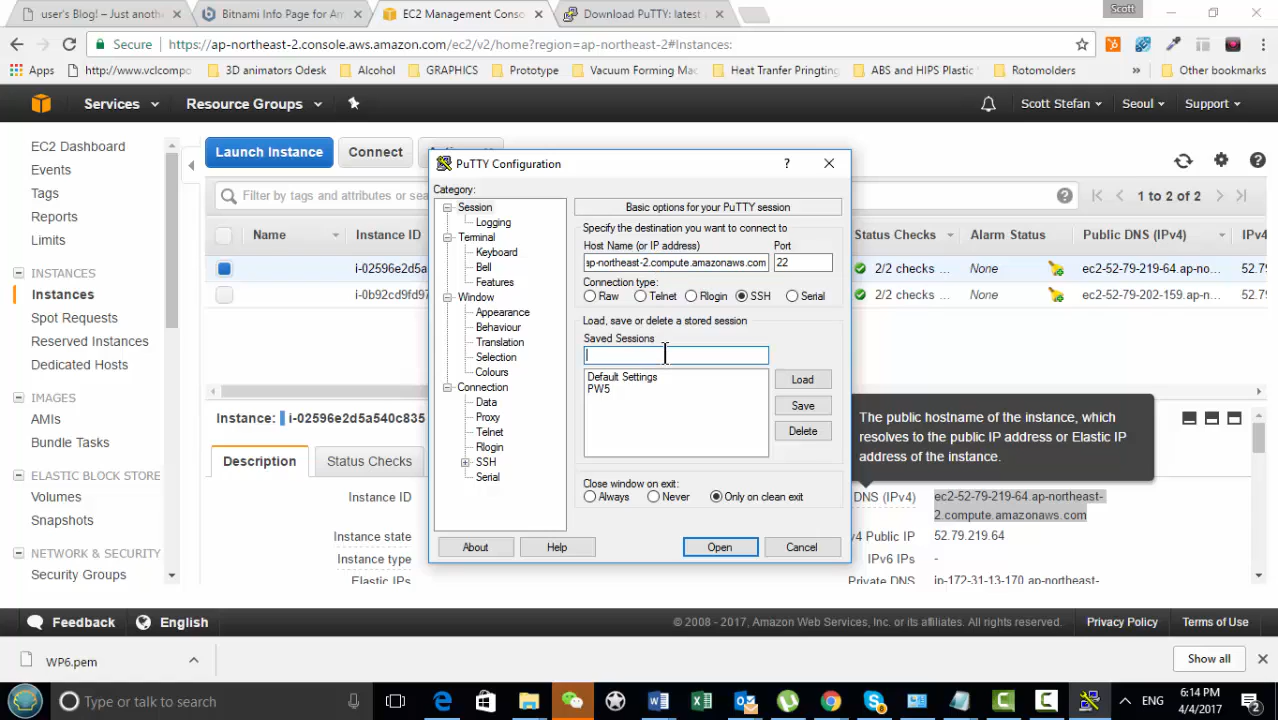 user's Blog! – Just anoth
Bitnami Info Page for Am
EC2 Management Conso
Download PuTTY: latest
Scott
Secure
https://ap-northeast-2.console.aws.amazon.com/ec2/v2/home?region=ap-northeast-2#Instances:
Apps
http://www.vclcompo
3D animators Odesk
Alcohol
GRAPHICS
Prototype
Vacuum Forming Mac
Heat Tranfer Pringting
ABS and HIPS Plastic
Rotomolders
»
Other bookmarks
Services
Resource Groups
Scott Stefan
Seoul
Support
EC2 Dashboard
Events
Tags
Reports
Limits
INSTANCES
Instances
Spot Requests
Reserved Instances
Dedicated Hosts
IMAGES
AMIs
Bundle Tasks
ELASTIC BLOCK STORE
Volumes
Snapshots
NETWORK & SECURITY
Security Groups
Launch Instance
Connect
Filter by tags and attributes or sear
1 to 2 of 2
Name
Instance ID
Status Checks
Alarm Status
Public DNS (IPv4)
IPv4
i-02596e2d5a
2/2 checks ...
None
ec2-52-79-219-64.ap-no...
52.79
i-0b92cd9fd97
2/2 checks ...
None
ec2-52-79-202-159.ap-n...
52.79
Instance:
i-02596e2d5a540c835
Description
Status Checks
Instance ID
Instance state
Instance type
Elastic IPs
The public hostname of the instance, which
resolves to the public IP address or Elastic IP
address of the instance.
DNS (IPv4)
ec2-52-79-219-64.ap-northeast-
2.compute.amazonaws.com
v4 Public IP
52.79.219.64
IPv6 IPs
-
Private DNS
ip-172-31-13-170.ap-northeast-
PuTTY Configuration
?
Category:
Session
Logging
Terminal
Keyboard
Bell
Features
Window
Appearance
Behaviour
Translation
Selection
Colours
Connection
Data
Proxy
Telnet
Rlogin
SSH
Serial
Basic options for your PuTTY session
Specify the destination you want to connect to
Host Name (or IP address)
Port
ap-northeast-2.compute.amazonaws.com
22
Connection type:
Raw
Telnet
Rlogin
SSH
Serial
Load, save or delete a stored session
Saved Sessions
Default Settings
PW5
Load
Save
Delete
Close window on exit:
Always
Never
Only on clean exit
About
Help
Open
Cancel
Feedback
English
© 2008 - 2017, Amazon Web Services, Inc. or its affiliates. All rights reserved.
Privacy Policy
Terms of Use
WP6.pem
Show all
Type or talk to search
ENG
6:14 PM
4/4/2017
2